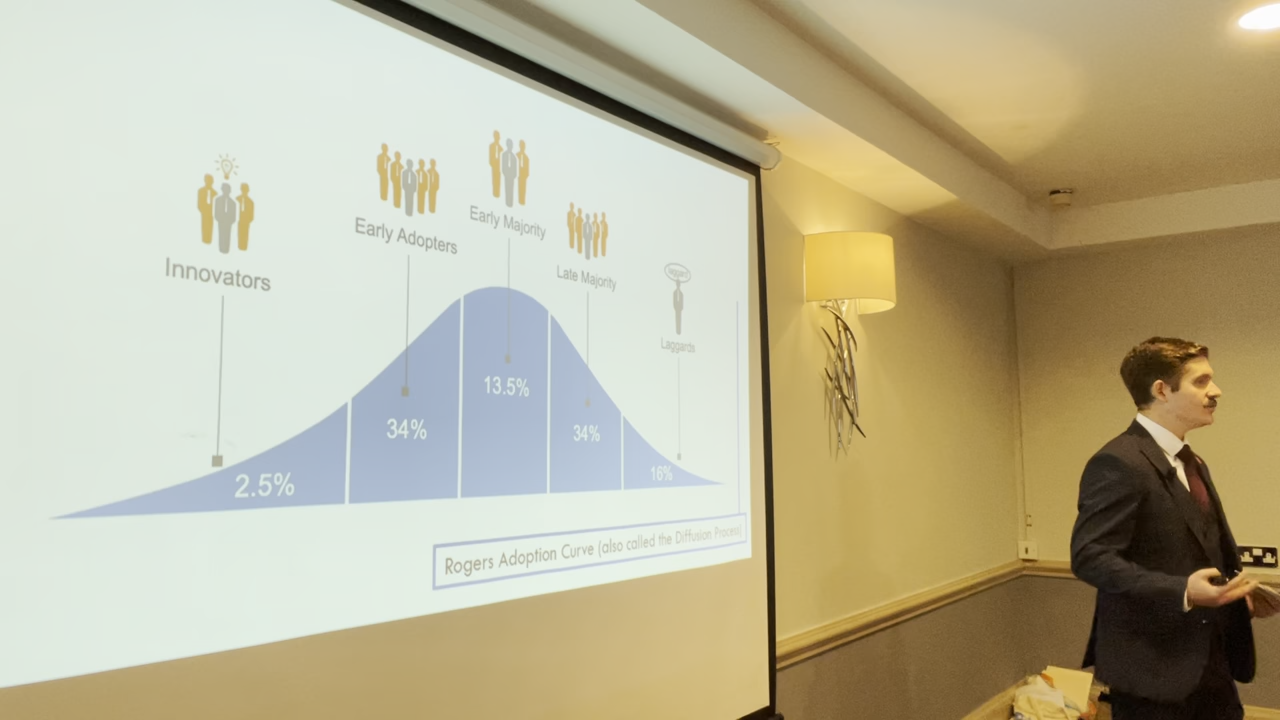 Innovators
Early Adopters
Early Majority
Late Majority
laggard
Laggards
2.5%
34%
13.5%
34%
16%
Rogers Adoption Curve (also called the Diffusion Process)